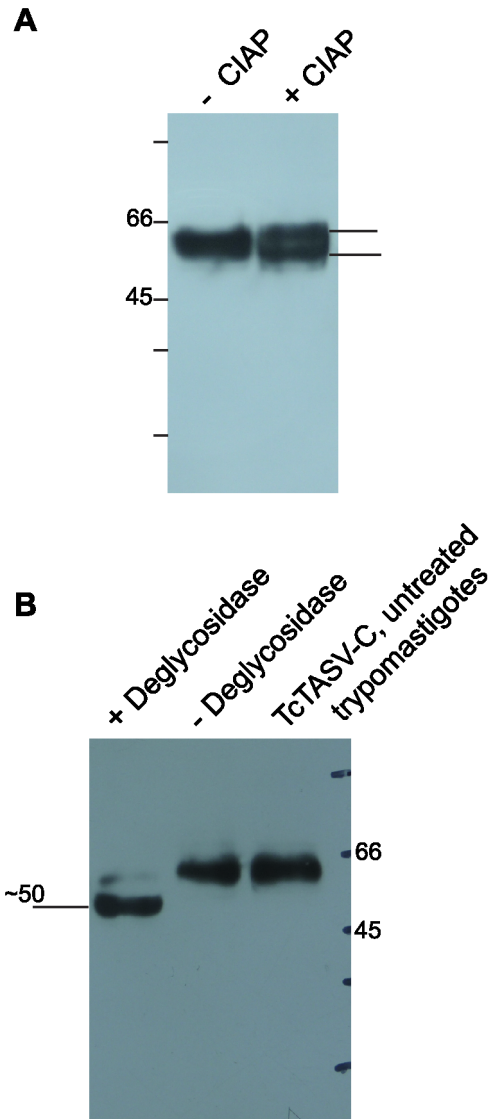 A
- CIAP
+ CIAP
66
45
B
+ Deglycosidase
- Deglycosidase
TcTASV-C, untreated
trypomastigotes
~50
66
45